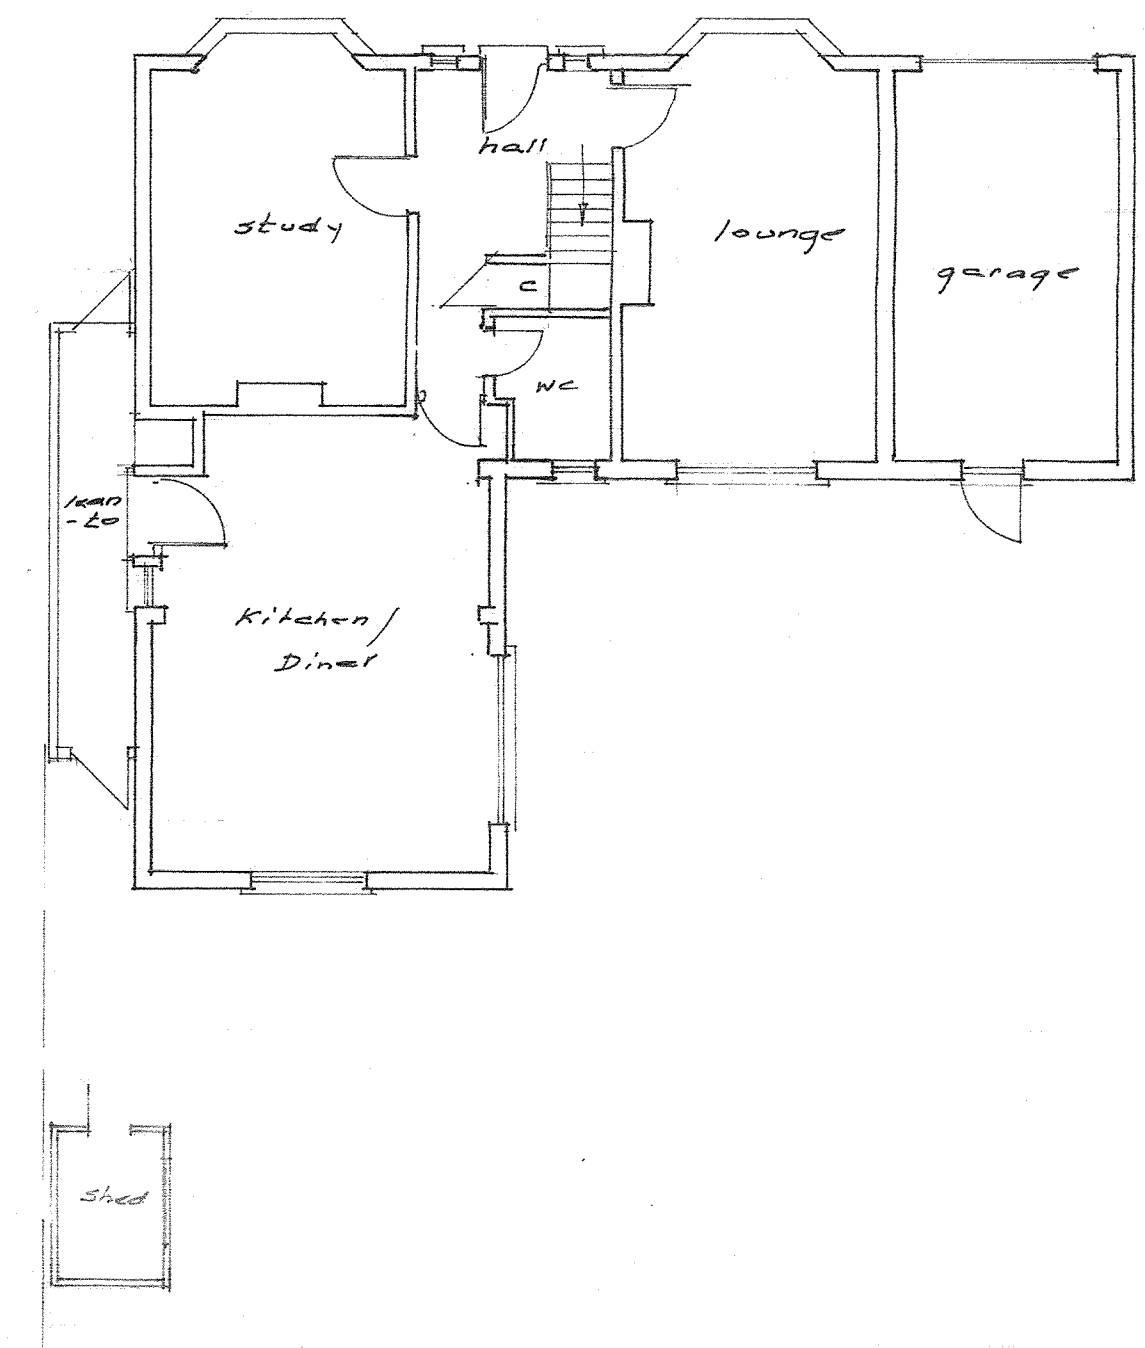 hall
study
lounge
garage
c
wc
lean
-to
Kitchen/
Diner
shed